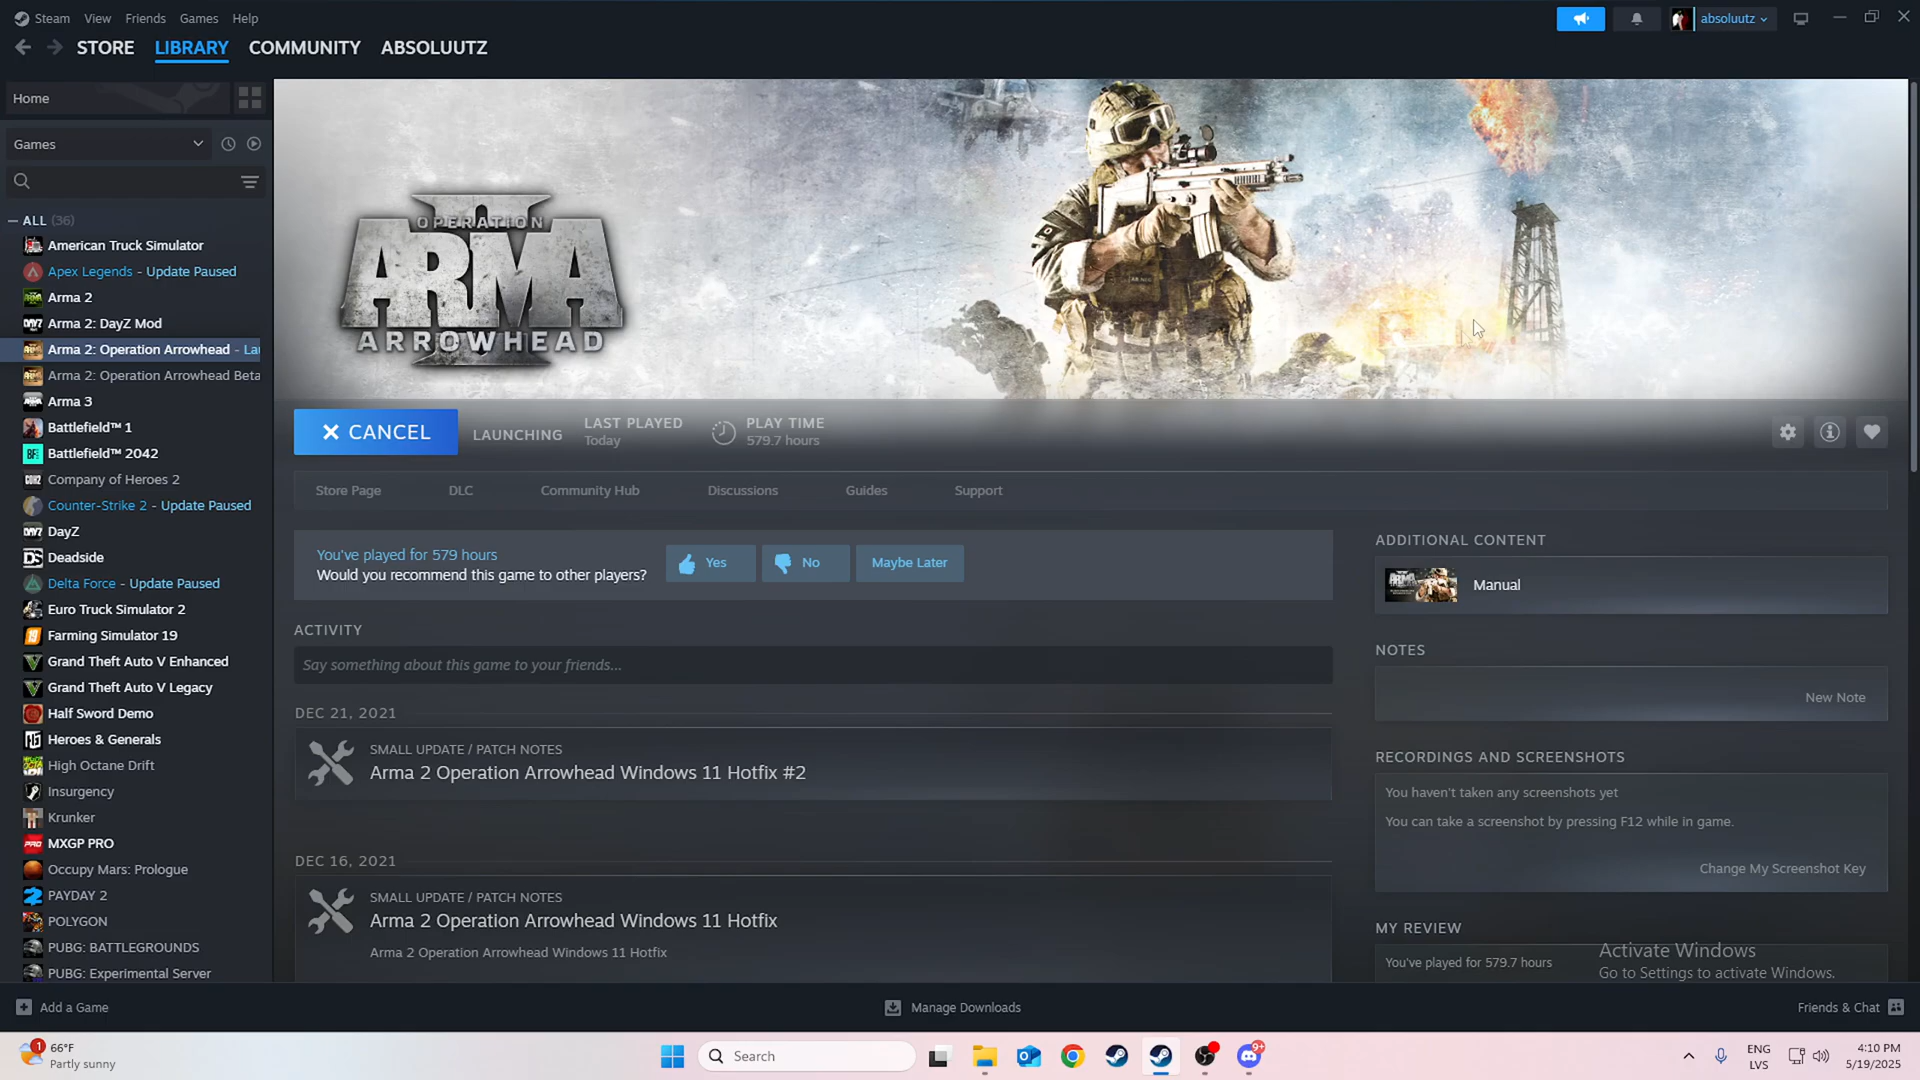 Steam View Friends Games Help
absoluutz
STORE LIBRARY COMMUNITY ABSOLUUTZ
Home
Games
ALL (36)
American Truck Simulator
Apex Legends - Update Paused
Arma 2
Arma 2: DayZ Mod
Arma 2: Operation Arrowhead - Lau
Arma 2: Operation Arrowhead Beta
Arma 3
Battlefield™ 1
Battlefield™ 2042
Company of Heroes 2
Counter-Strike 2 - Update Paused
DayZ
Deadside
Delta Force - Update Paused
Euro Truck Simulator 2
Farming Simulator 19
Grand Theft Auto V Enhanced
Grand Theft Auto V Legacy
Half Sword Demo
Heroes & Generals
High Octane Drift
Insurgency
Krunker
MXGP PRO
Occupy Mars: Prologue
PAYDAY 2
POLYGON
PUBG: BATTLEGROUNDS
PUBG: Experimental Server
OPERATION
ARMA II
ARROWHEAD
CANCEL
LAUNCHING
LAST PLAYED
Today
PLAY TIME
579.7 hours
Store Page DLC Community Hub Discussions Guides Support
You've played for 579 hours
Would you recommend this game to other players?
Yes No Maybe Later
ACTIVITY
Say something about this game to your friends...
DEC 21, 2021
SMALL UPDATE / PATCH NOTES
Arma 2 Operation Arrowhead Windows 11 Hotfix #2
DEC 16, 2021
SMALL UPDATE / PATCH NOTES
Arma 2 Operation Arrowhead Windows 11 Hotfix
Arma 2 Operation Arrowhead Windows 11 Hotfix
ADDITIONAL CONTENT
Manual
NOTES
New Note
RECORDINGS AND SCREENSHOTS
You haven't taken any screenshots yet
You can take a screenshot by pressing F12 while in game.
Change My Screenshot Key
MY REVIEW
You've played for 579.7 hours
Activate Windows
Go to Settings to activate Windows.
Add a Game
Manage Downloads
Friends & Chat
1
66°F
Partly sunny
Search
9+
ENG
LVS
4:10 PM
5/19/2025